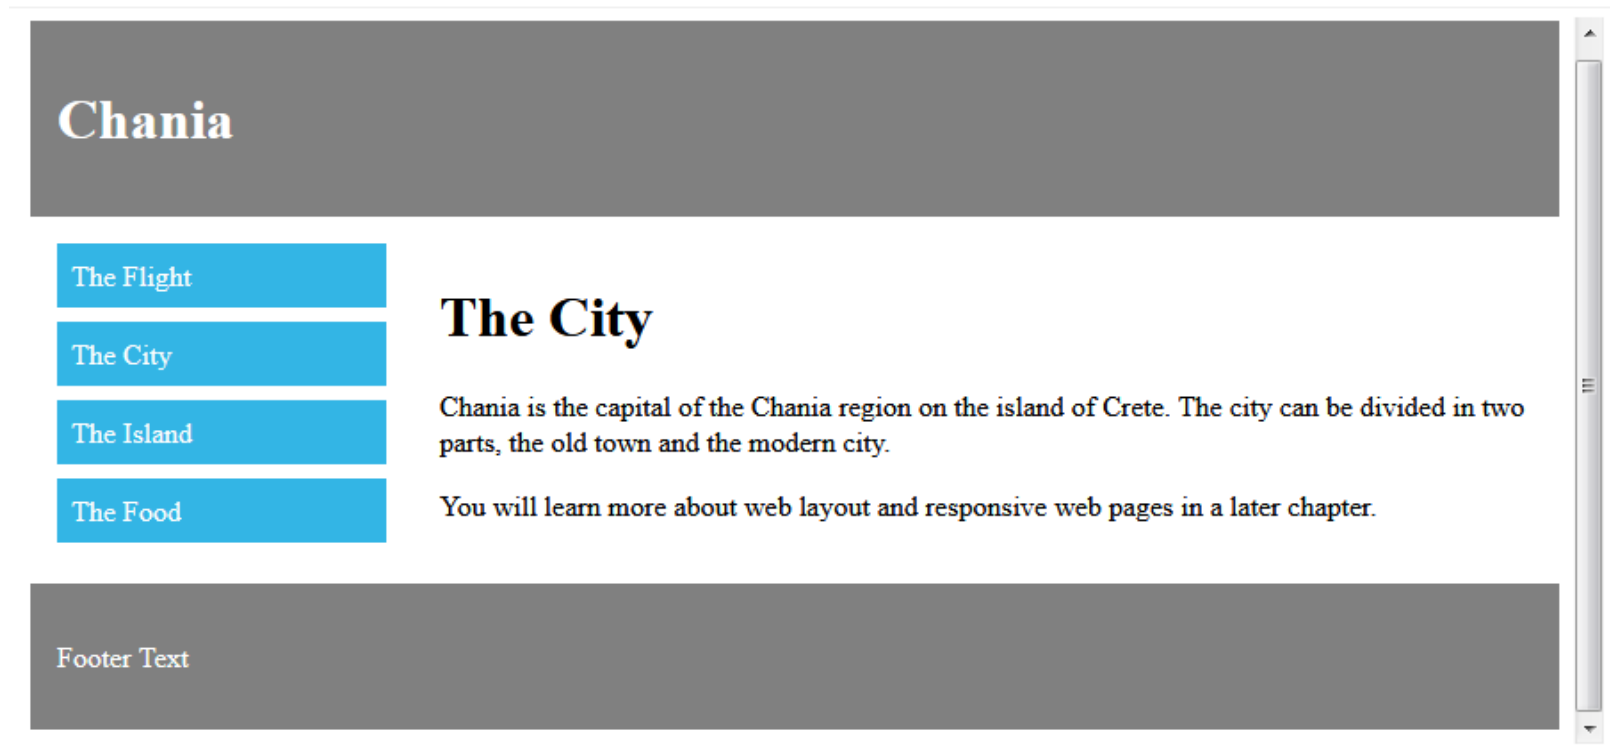 Chania
The Flight
The City
The Island
The Food
The City
Chania is the capital of the Chania region on the island of Crete. The city can be divided in two
parts, the old town and the modern city.
You will learn more about web layout and responsive web pages in a later chapter.
Footer Text